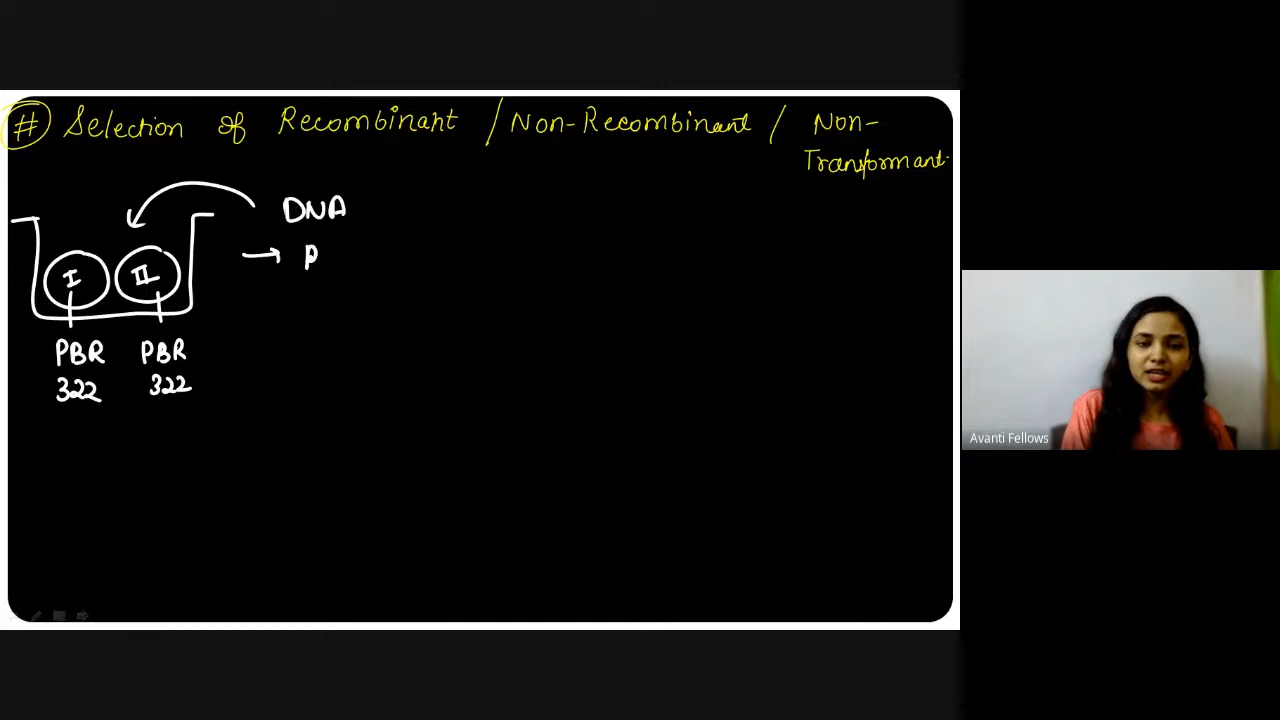 # Selection of Recombinant / Non-Recombinant / Non-
Transformant
DNA
→ P
I II
PBR PBR
322 322
Avanti Fellows